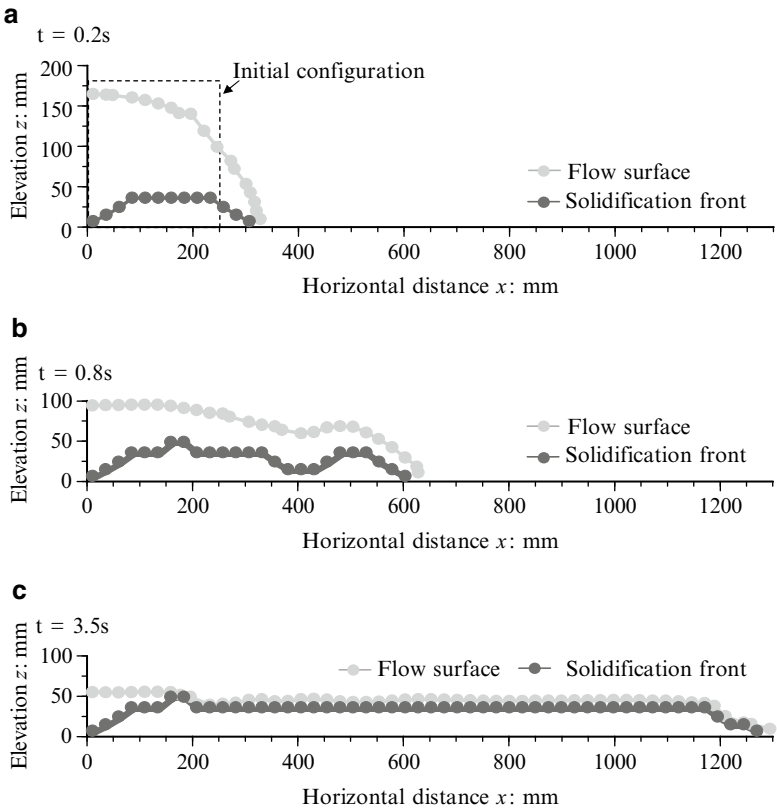 a
t = 0.2s
Elevation z: mm
200
150
100
50
0
Initial configuration
Flow surface
Solidification front
0 200 400 600 800 1000 1200
Horizontal distance x: mm
b
t = 0.8s
Elevation z: mm
100
50
0
Flow surface
Solidification front
0 200 400 600 800 1000 1200
Horizontal distance x: mm
c
t = 3.5s
Elevation z: mm
100
50
0
Flow surface Solidification front
0 200 400 600 800 1000 1200
Horizontal distance x: mm